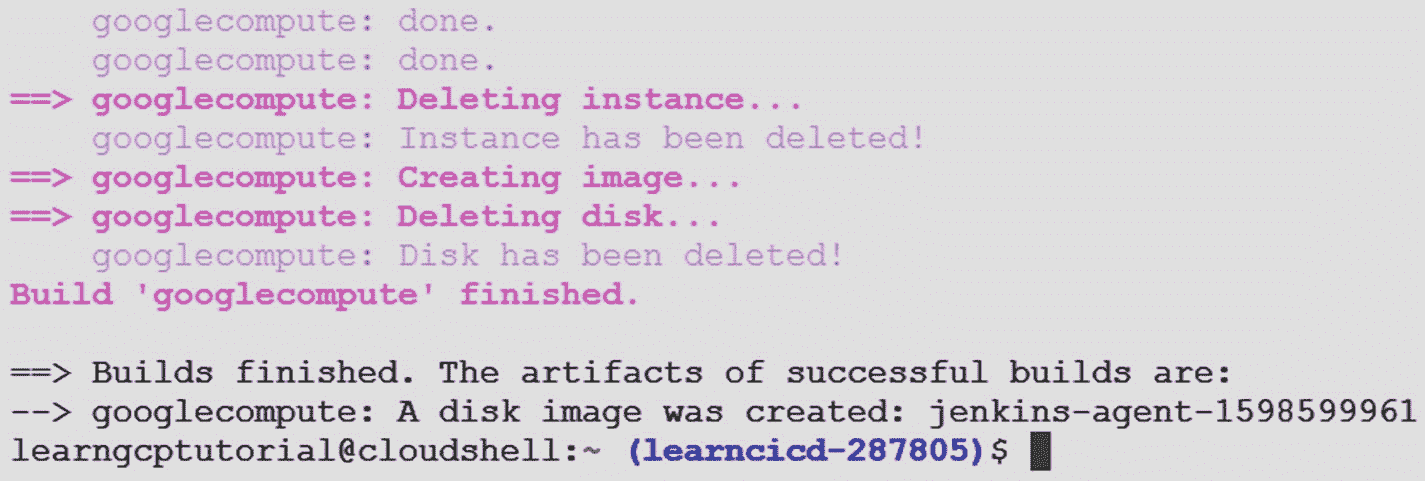 googlecompute: done.
googlecompute: done.
==> googlecompute: Deleting instance...
googlecompute: Instance has been deleted!
==> googlecompute: Creating image...
==> googlecompute: Deleting disk...
googlecompute: Disk has been deleted!
Build 'googlecompute' finished.
==> Builds finished. The artifacts of successful builds are:
--> googlecompute: A disk image was created: jenkins-agent-1598599961
learngcptutorial@cloudshell:~ (learncicd-287805)$